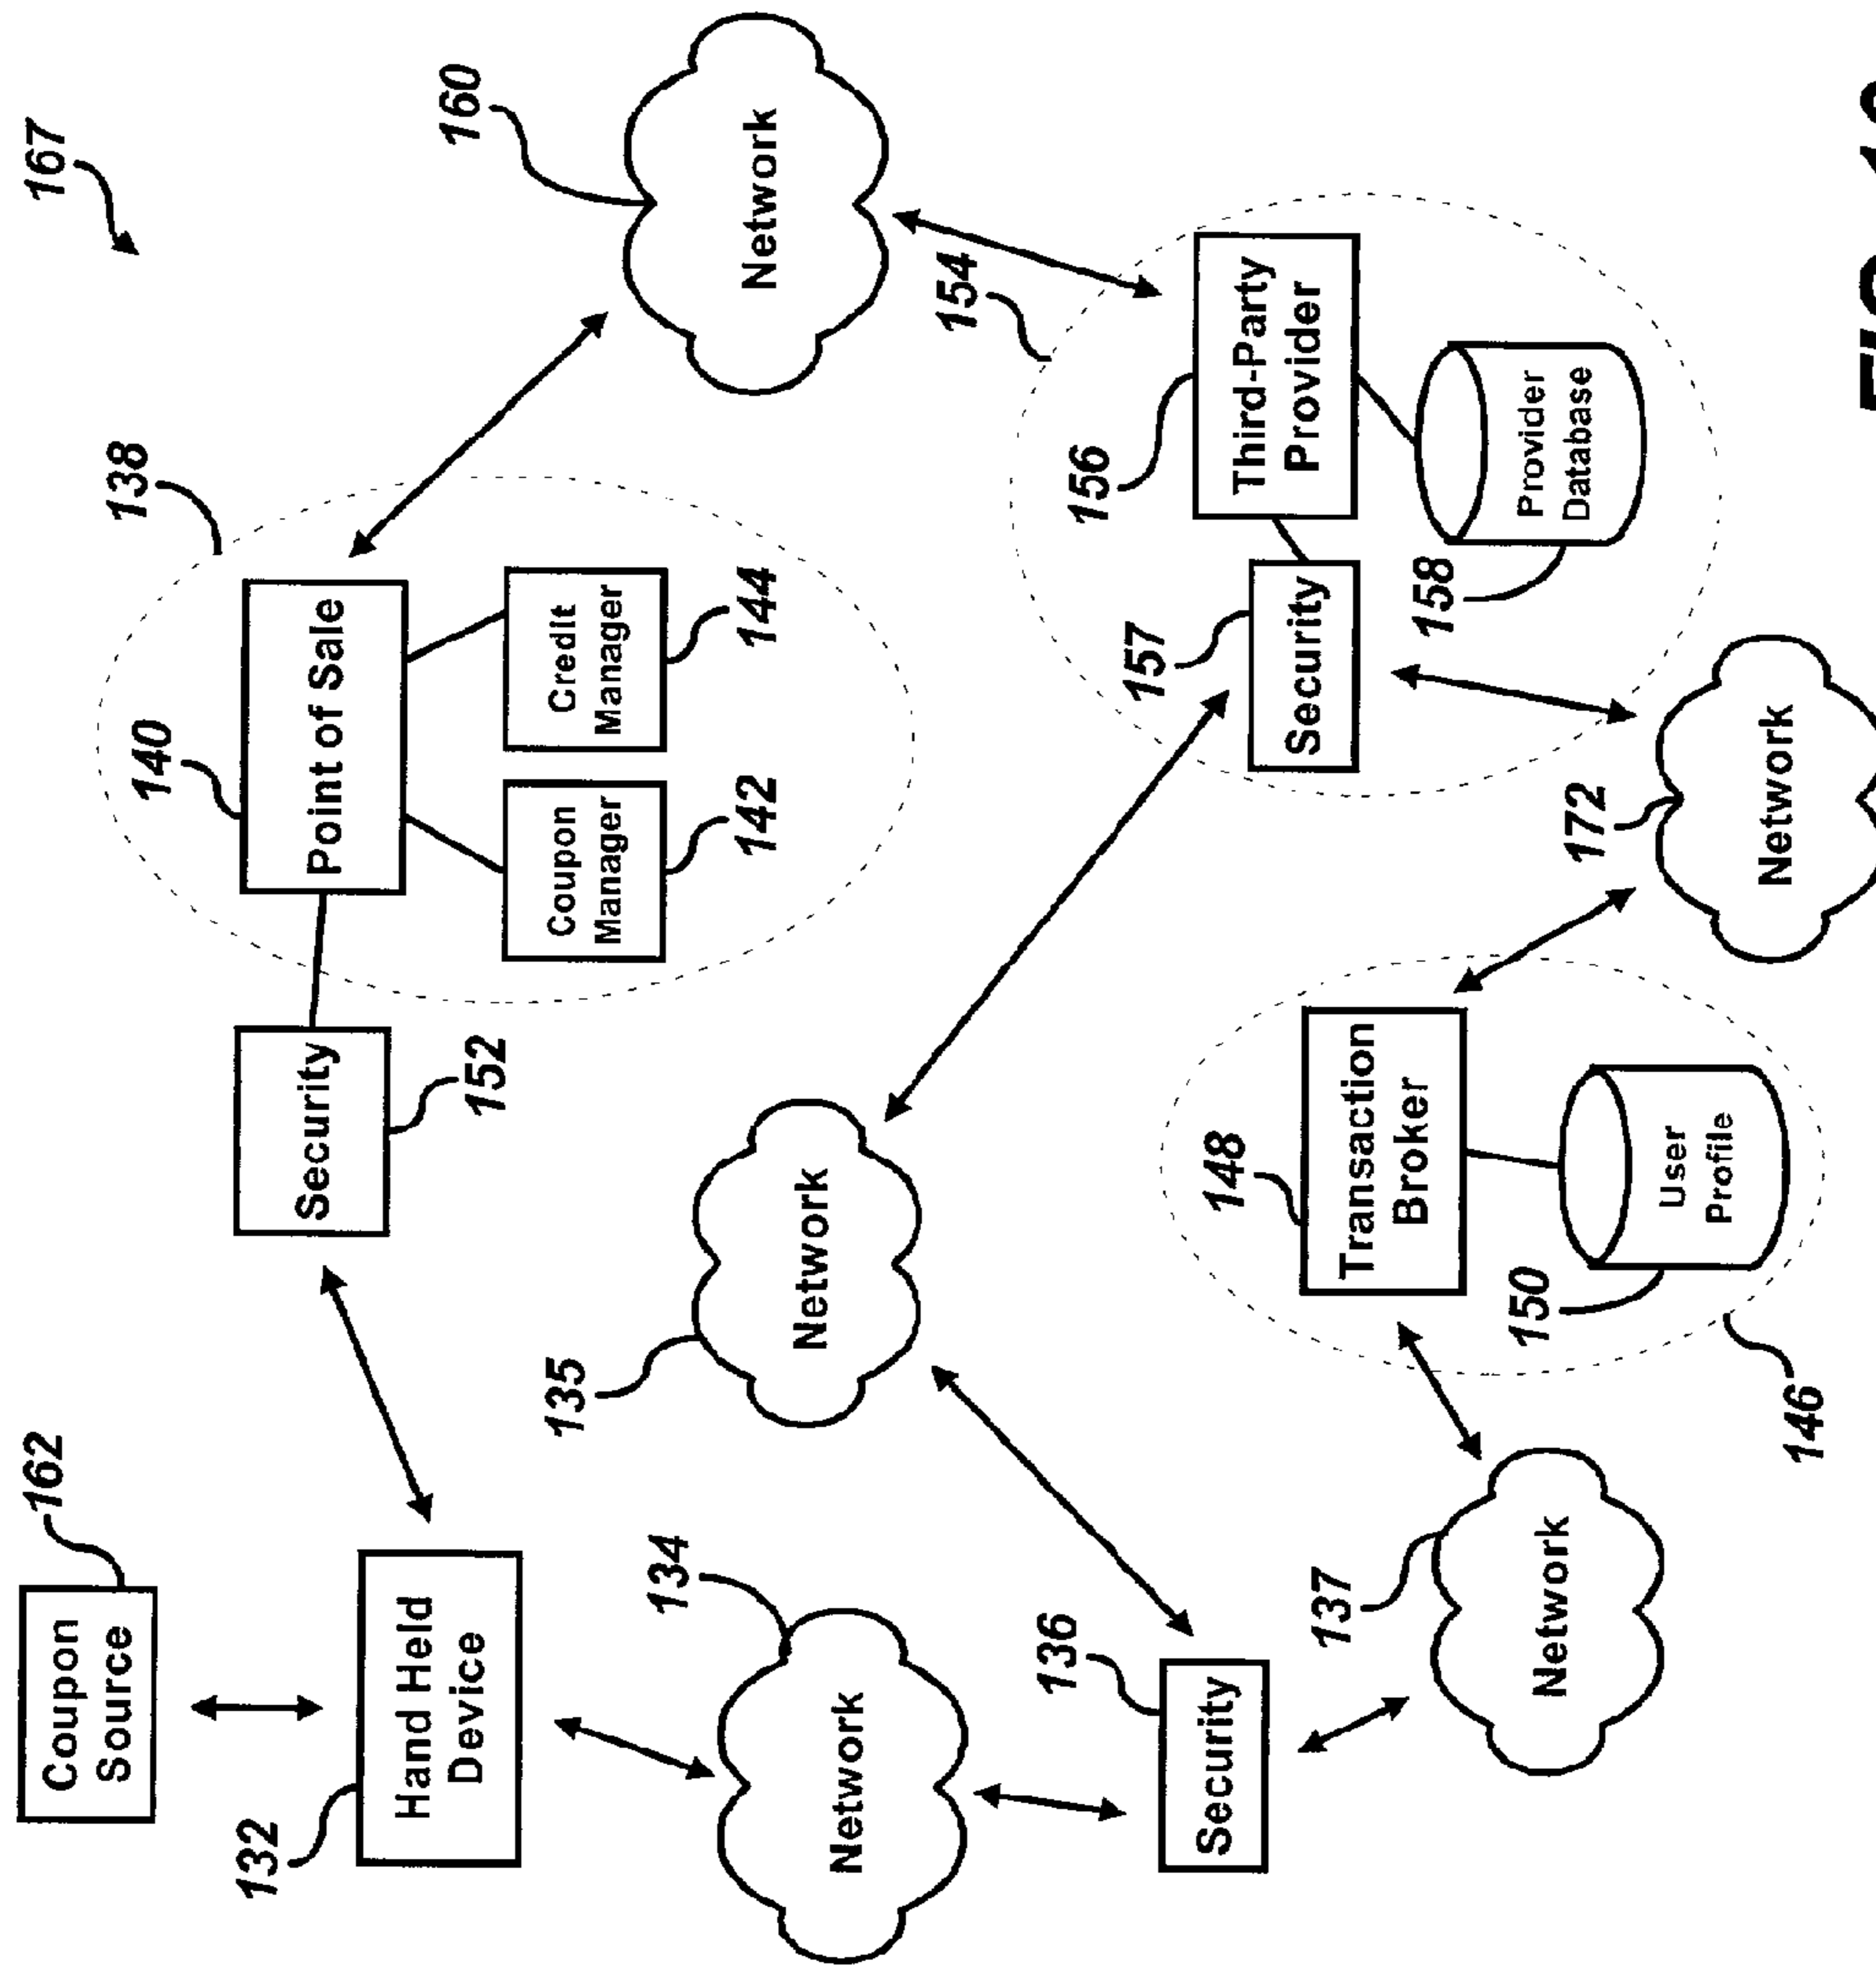 167
162
Coupon
Source
132
Hand Held
Device
152
Security
140
Point of Sale
138
Coupon
Manager
142
Credit
Manager
144
160
Network
134
Network
135
Network
136
Security
137
Network
148
Transaction
Broker
150
User
Profile
146
172
Network
157
Security
154
156
Third-Party
Provider
158
Provider
Database